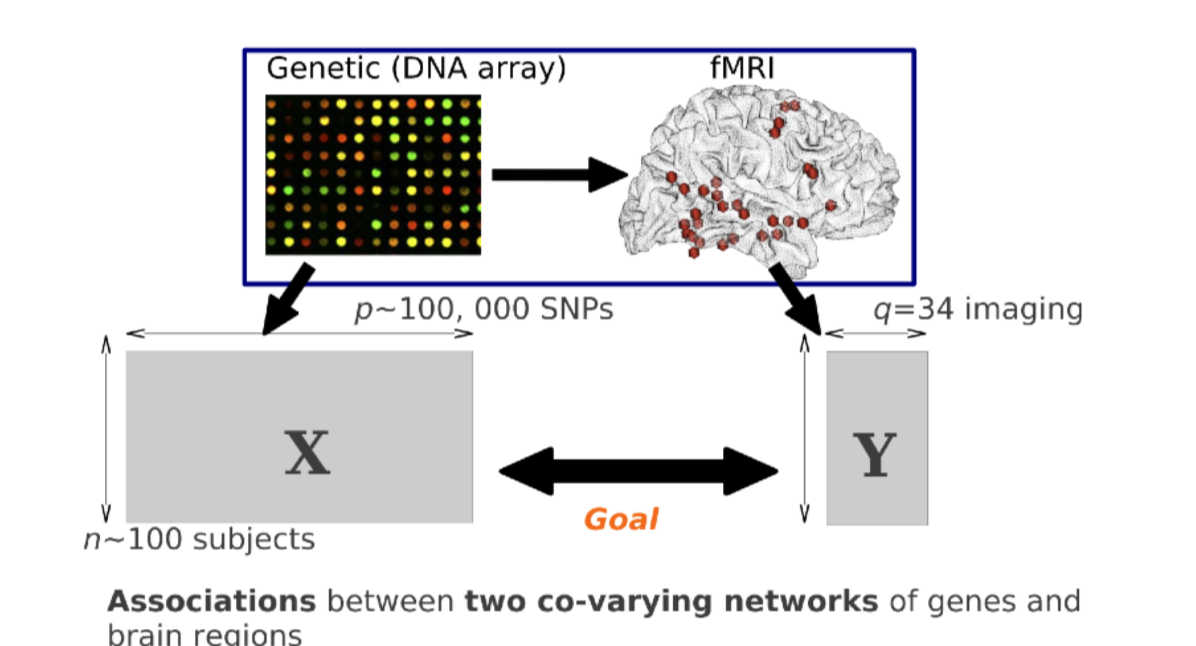 Genetic (DNA array)
fMRI
p~100, 000 SNPs
q=34 imaging
X
Y
Goal
n~100 subjects
Associations between two co-varying networks of genes and
brain regions